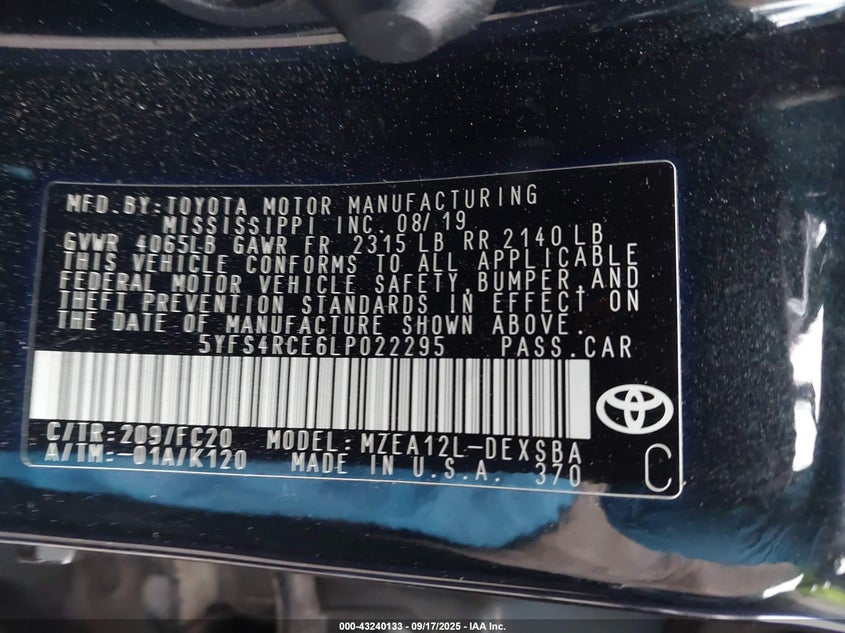 MFD.BY:TOYOTA MOTOR MANUFACTURING
MISSISSIPPI INC. 08/19
GVWR 4065LB GAWR FR 2315 LB RR 2140 LB
THIS VEHICLE CONFORMS TO ALL APPLICABLE
FEDERAL MOTOR VEHICLE SAFETY,BUMPER,AND
THEFT PREVENTION STANDARDS IN EFFECT ON
THE DATE OF MANUFACTURE SHOWN ABOVE.
5YFS4RCE6LP022295 PASS.CAR
C/TR:209/FC20 MODEL:MZEA12L-DEXSBA
A/TM:-01A/K120 MADE IN U.S.A. 370
C
000-43240133 - 09/17/2025 - IAA Inc.